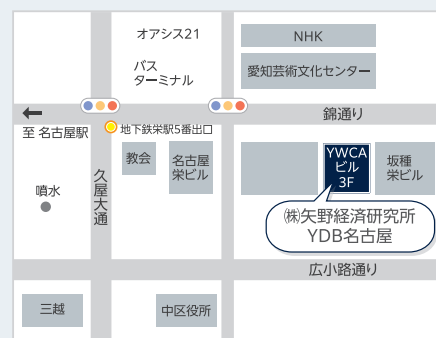 オアシス21
NHK
バス
ターミナル
愛知芸術文化センター
錦通り
至 名古屋駅
地下鉄栄駅5番出口
教会
名古屋
栄ビル
YWCA
ビル
3F
坂種
栄ビル
久屋大通
噴水
㈱矢野経済研究所
YDB名古屋
広小路通り
三越
中区役所